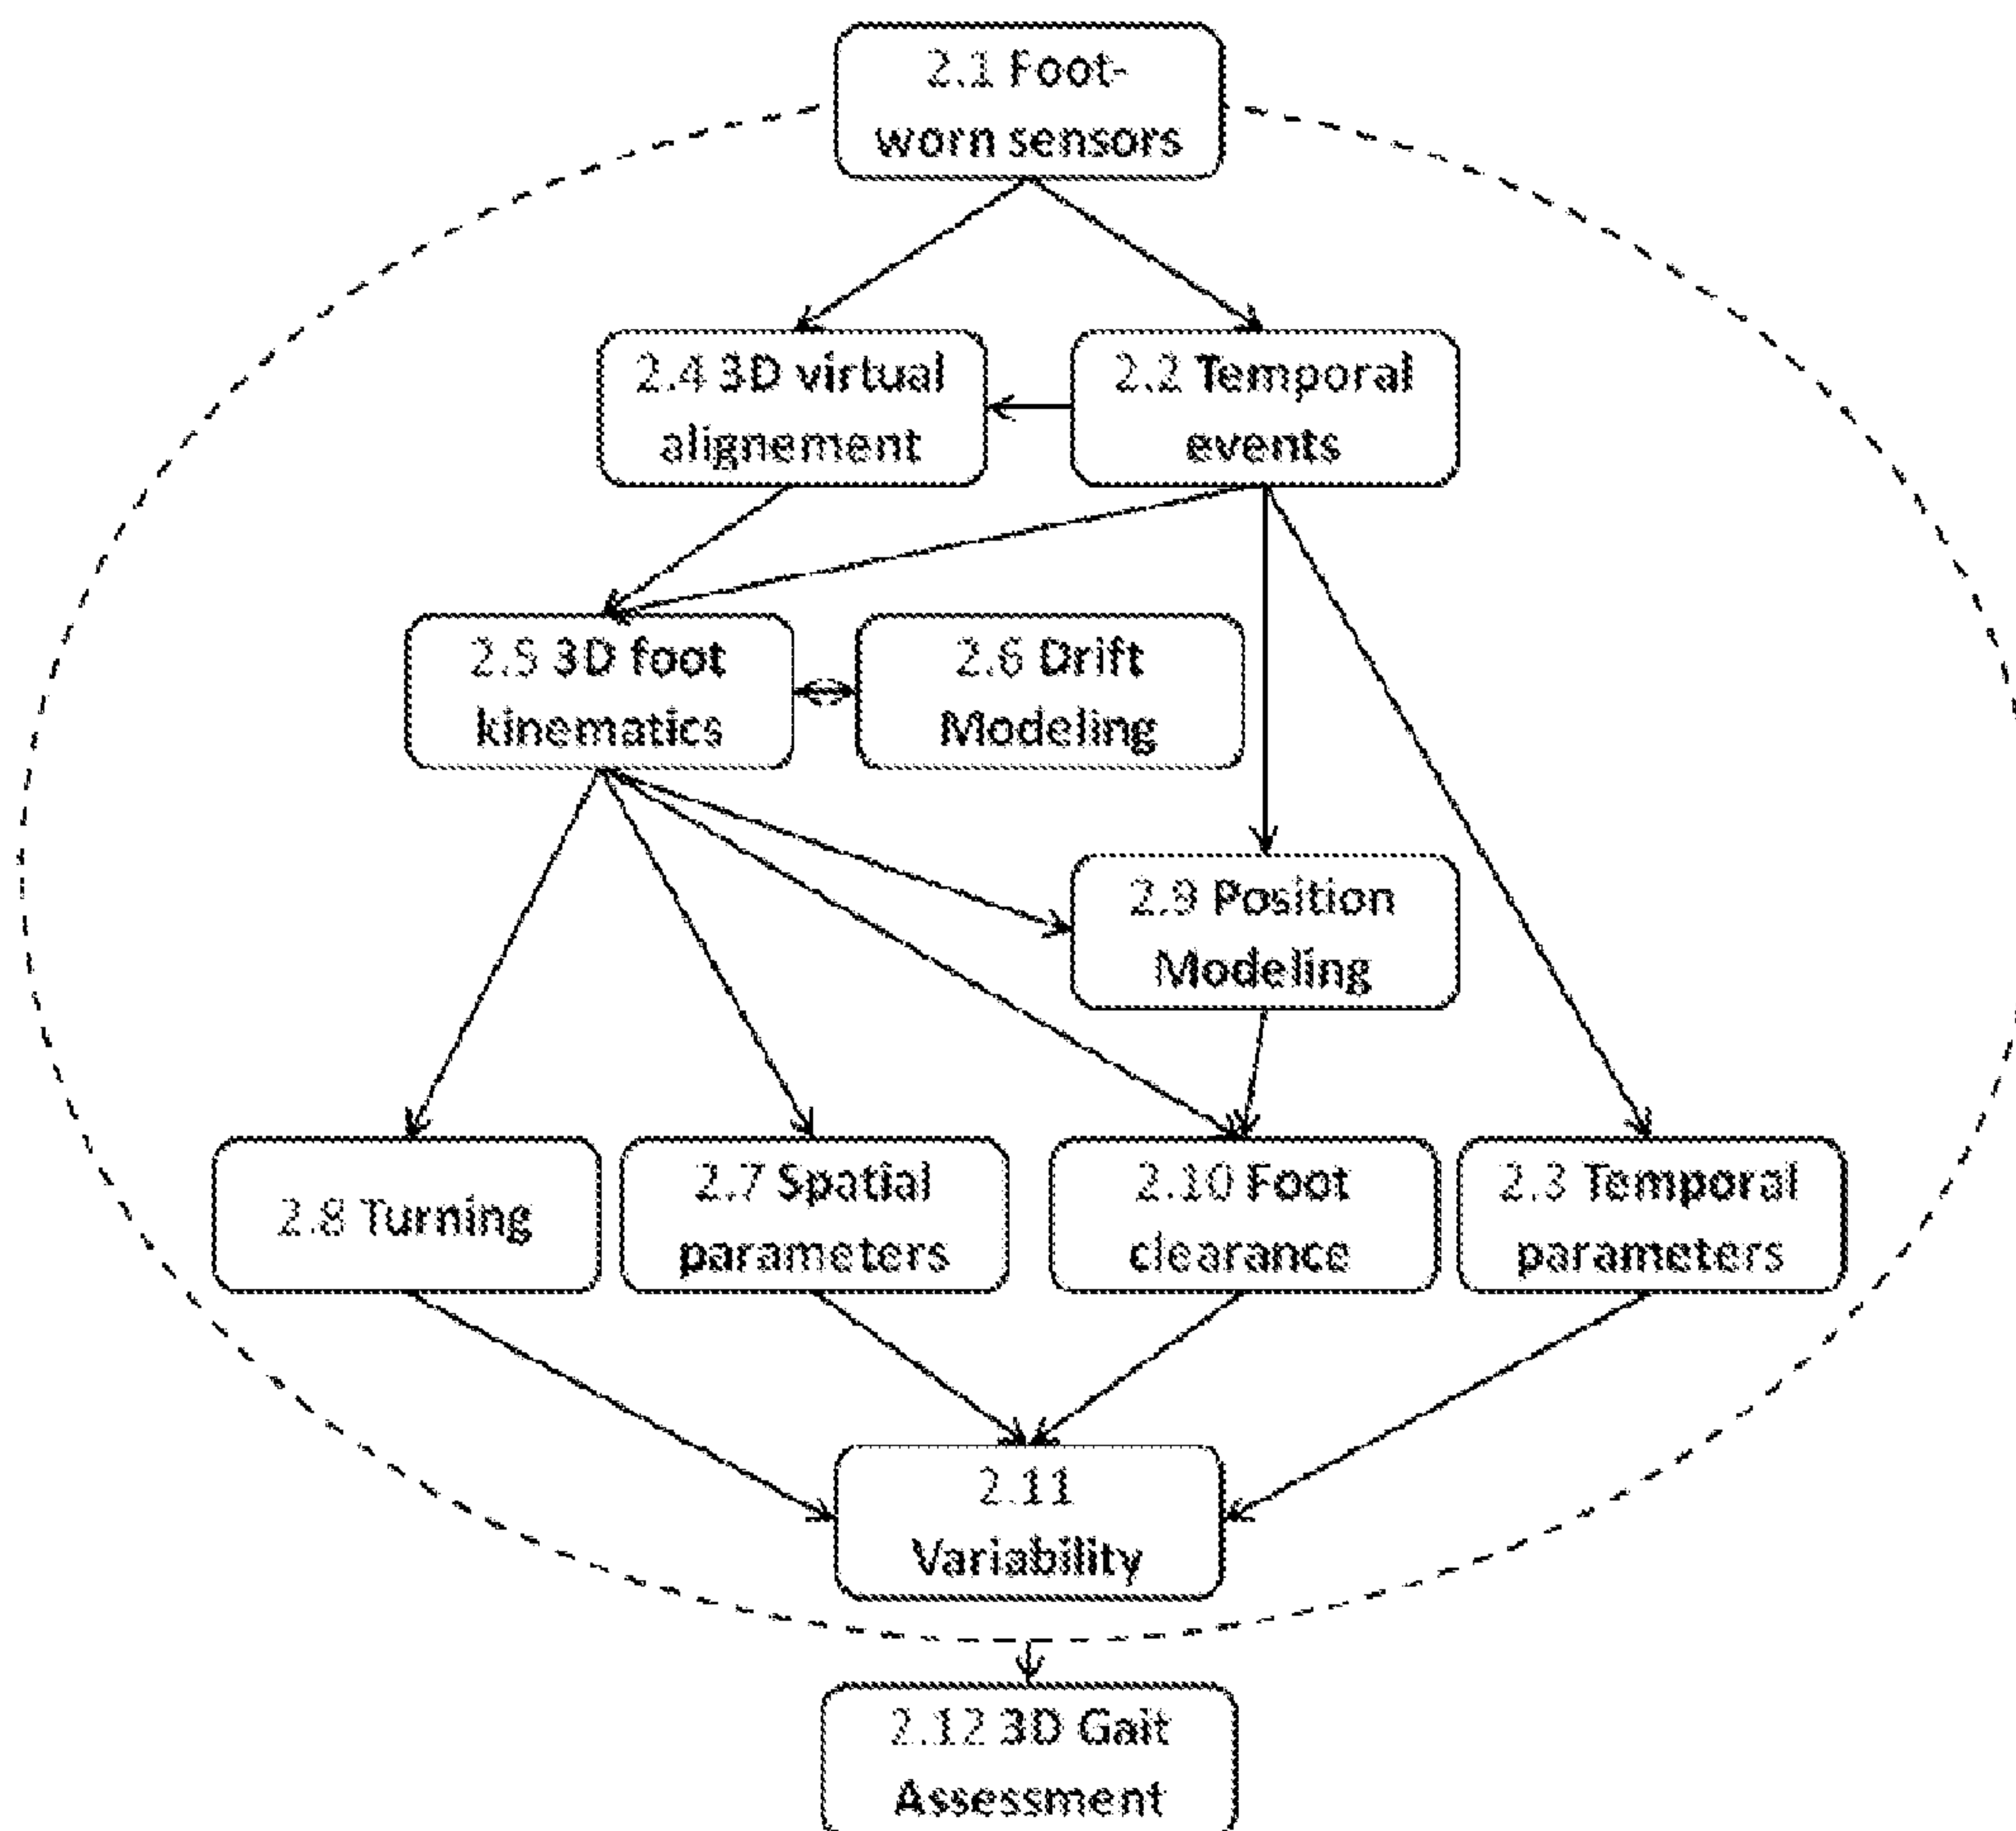 2.1 Foot-
worn sensors
2.4 3D virtual
alignement
2.2 Temporal
events
2.5 3D foot
kinematics
2.6 Drift
Modeling
2.9 Position
Modeling
2.8 Turning
2.7 Spatial
parameters
2.10 Foot
clearance
2.3 Temporal
parameters
2.11
Variability
2.12 3D Gait
Assessment